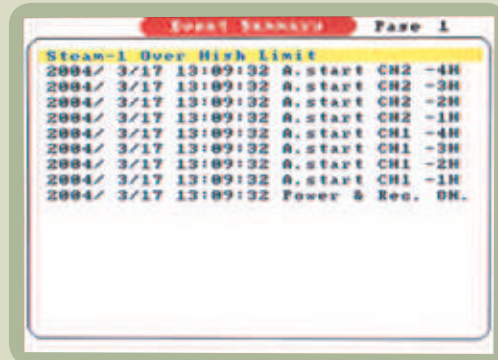 Event Summary Page 1
Steam-1 Over High Limit
2004/ 3/17 13:09:32 A.start CH2 -4H
2004/ 3/17 13:09:32 A.start CH2 -3H
2004/ 3/17 13:09:32 A.start CH2 -2H
2004/ 3/17 13:09:32 A.start CH2 -1H
2004/ 3/17 13:09:32 A.start CH1 -4H
2004/ 3/17 13:09:32 A.start CH1 -3H
2004/ 3/17 13:09:32 A.start CH1 -2H
2004/ 3/17 13:09:32 A.start CH1 -1H
2004/ 3/17 13:09:32 Power & Rec. ON.